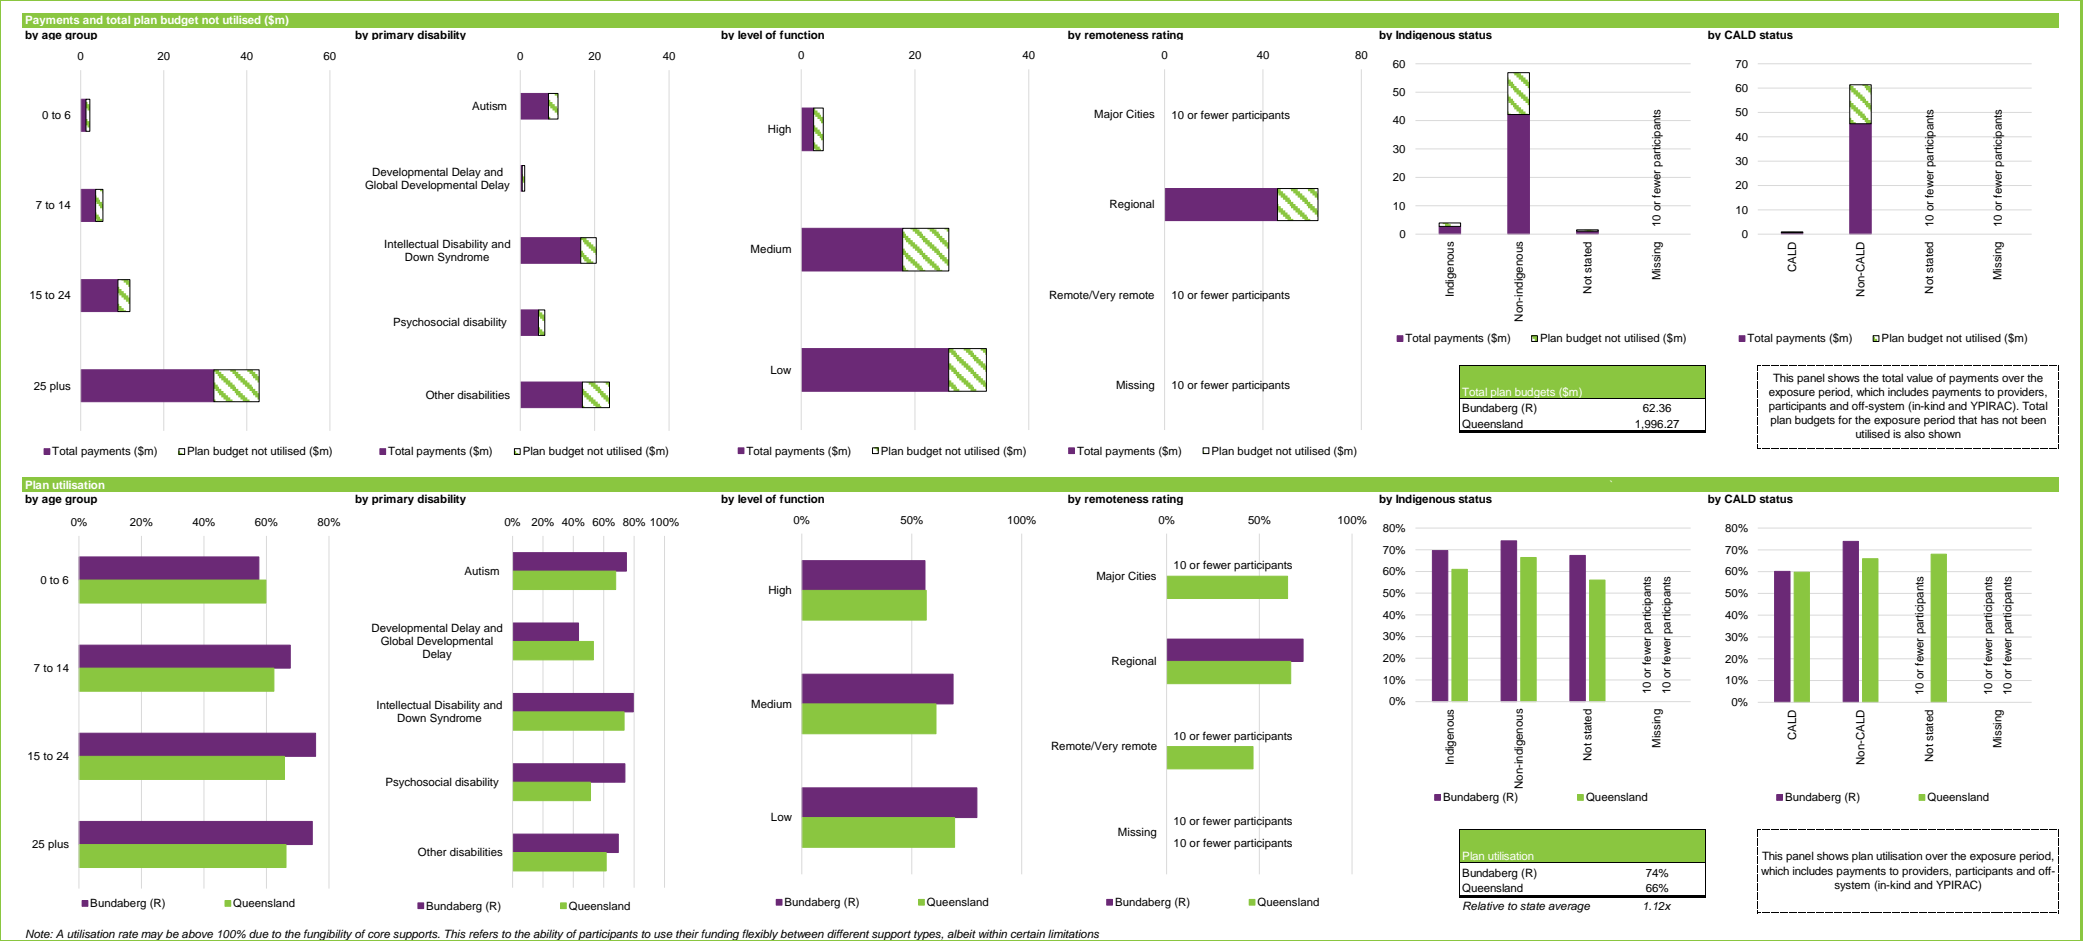 Payments and total plan budget not utilised ($m)
by age group
0
20
40
60
0 to 6
7 to 14
15 to 24
25 plus
Total payments ($m)
Plan budget not utilised ($m)
by primary disability
0
20
40
Autism
Developmental Delay and
Global Developmental Delay
Intellectual Disability and
Down Syndrome
Psychosocial disability
Other disabilities
Total payments ($m)
Plan budget not utilised ($m)
by level of function
0
20
40
High
Medium
Low
Total payments ($m)
Plan budget not utilised ($m)
by remoteness rating
0
40
80
Major Cities
10 or fewer participants
Regional
Remote/Very remote
10 or fewer participants
Missing
10 or fewer participants
Total payments ($m)
Plan budget not utilised ($m)
by Indigenous status
60
50
40
30
20
10
0
10 or fewer participants
Indigenous
Non-indigenous
Not stated
Missing
Total payments ($m)
Plan budget not utilised ($m)
by CALD status
70
60
50
40
30
20
10
0
10 or fewer participants
10 or fewer participants
CALD
Non-CALD
Not stated
Missing
Total payments ($m)
Plan budget not utilised ($m)
Total plan budgets ($m)
Bundaberg (R) 62.36
Queensland 1,996.27
This panel shows the total value of payments over the
exposure period, which includes payments to providers,
participants and off-system (in-kind and YPIRAC). Total
plan budgets for the exposure period that has not been
utilised is also shown
Plan utilisation
by age group
0%
20%
40%
60%
80%
0 to 6
7 to 14
15 to 24
25 plus
Bundaberg (R)
Queensland
by primary disability
0%
20%
40%
60%
80%
100%
Autism
Developmental Delay and
Global Developmental
Delay
Intellectual Disability and
Down Syndrome
Psychosocial disability
Other disabilities
Bundaberg (R)
Queensland
by level of function
0%
50%
100%
High
Medium
Low
Bundaberg (R)
Queensland
by remoteness rating
0%
50%
100%
Major Cities
10 or fewer participants
Regional
Remote/Very remote
10 or fewer participants
Missing
10 or fewer participants
10 or fewer participants
Bundaberg (R)
Queensland
by Indigenous status
80%
70%
60%
50%
40%
30%
20%
10%
0%
10 or fewer participants
10 or fewer participants
Indigenous
Non-indigenous
Not stated
Missing
Bundaberg (R)
Queensland
by CALD status
80%
70%
60%
50%
40%
30%
20%
10%
0%
10 or fewer participants
10 or fewer participants
10 or fewer participants
CALD
Non-CALD
Not stated
Missing
Bundaberg (R)
Queensland
Plan utilisation
Bundaberg (R) 74%
Queensland 66%
Relative to state average 1.12x
This panel shows plan utilisation over the exposure period,
which includes payments to providers, participants and off-
system (in-kind and YPIRAC)
Note: A utilisation rate may be above 100% due to the fungibility of core supports. This refers to the ability of participants to use their funding flexibly between different support types, albeit within certain limitations